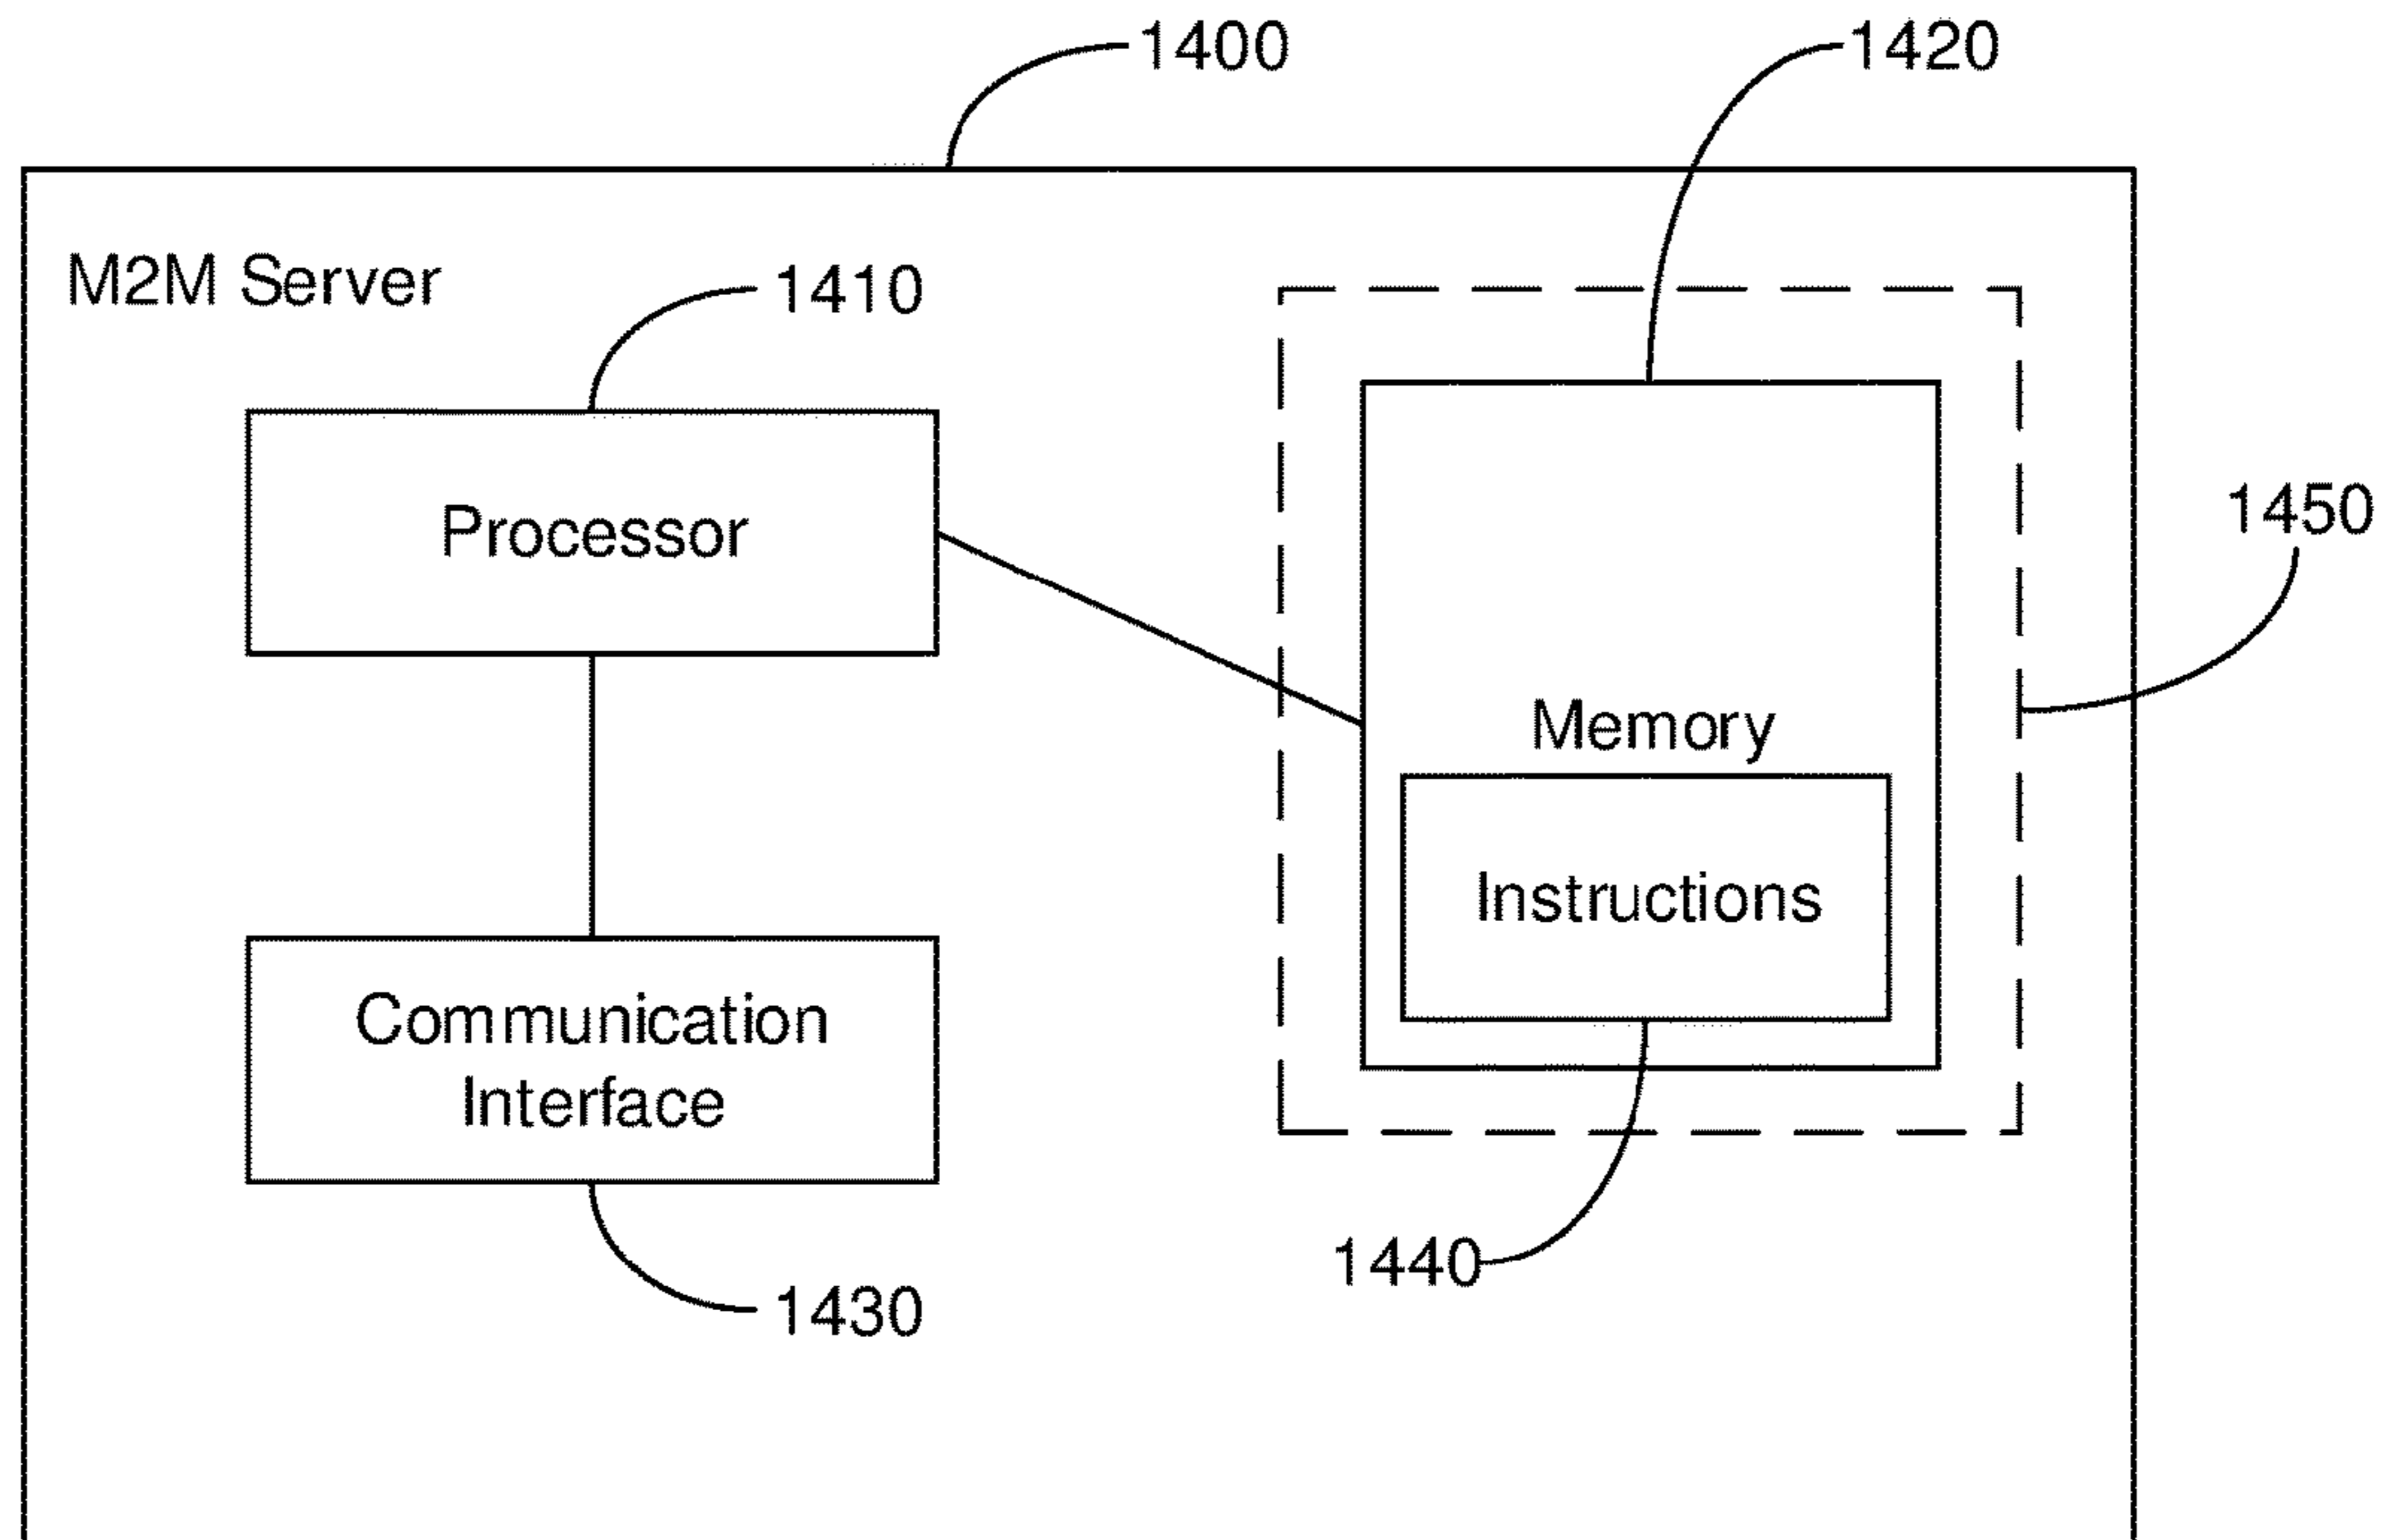 1400
1420
M2M Server
1410
1450
Processor
Memory
Instructions
Communication
Interface
1440
1430